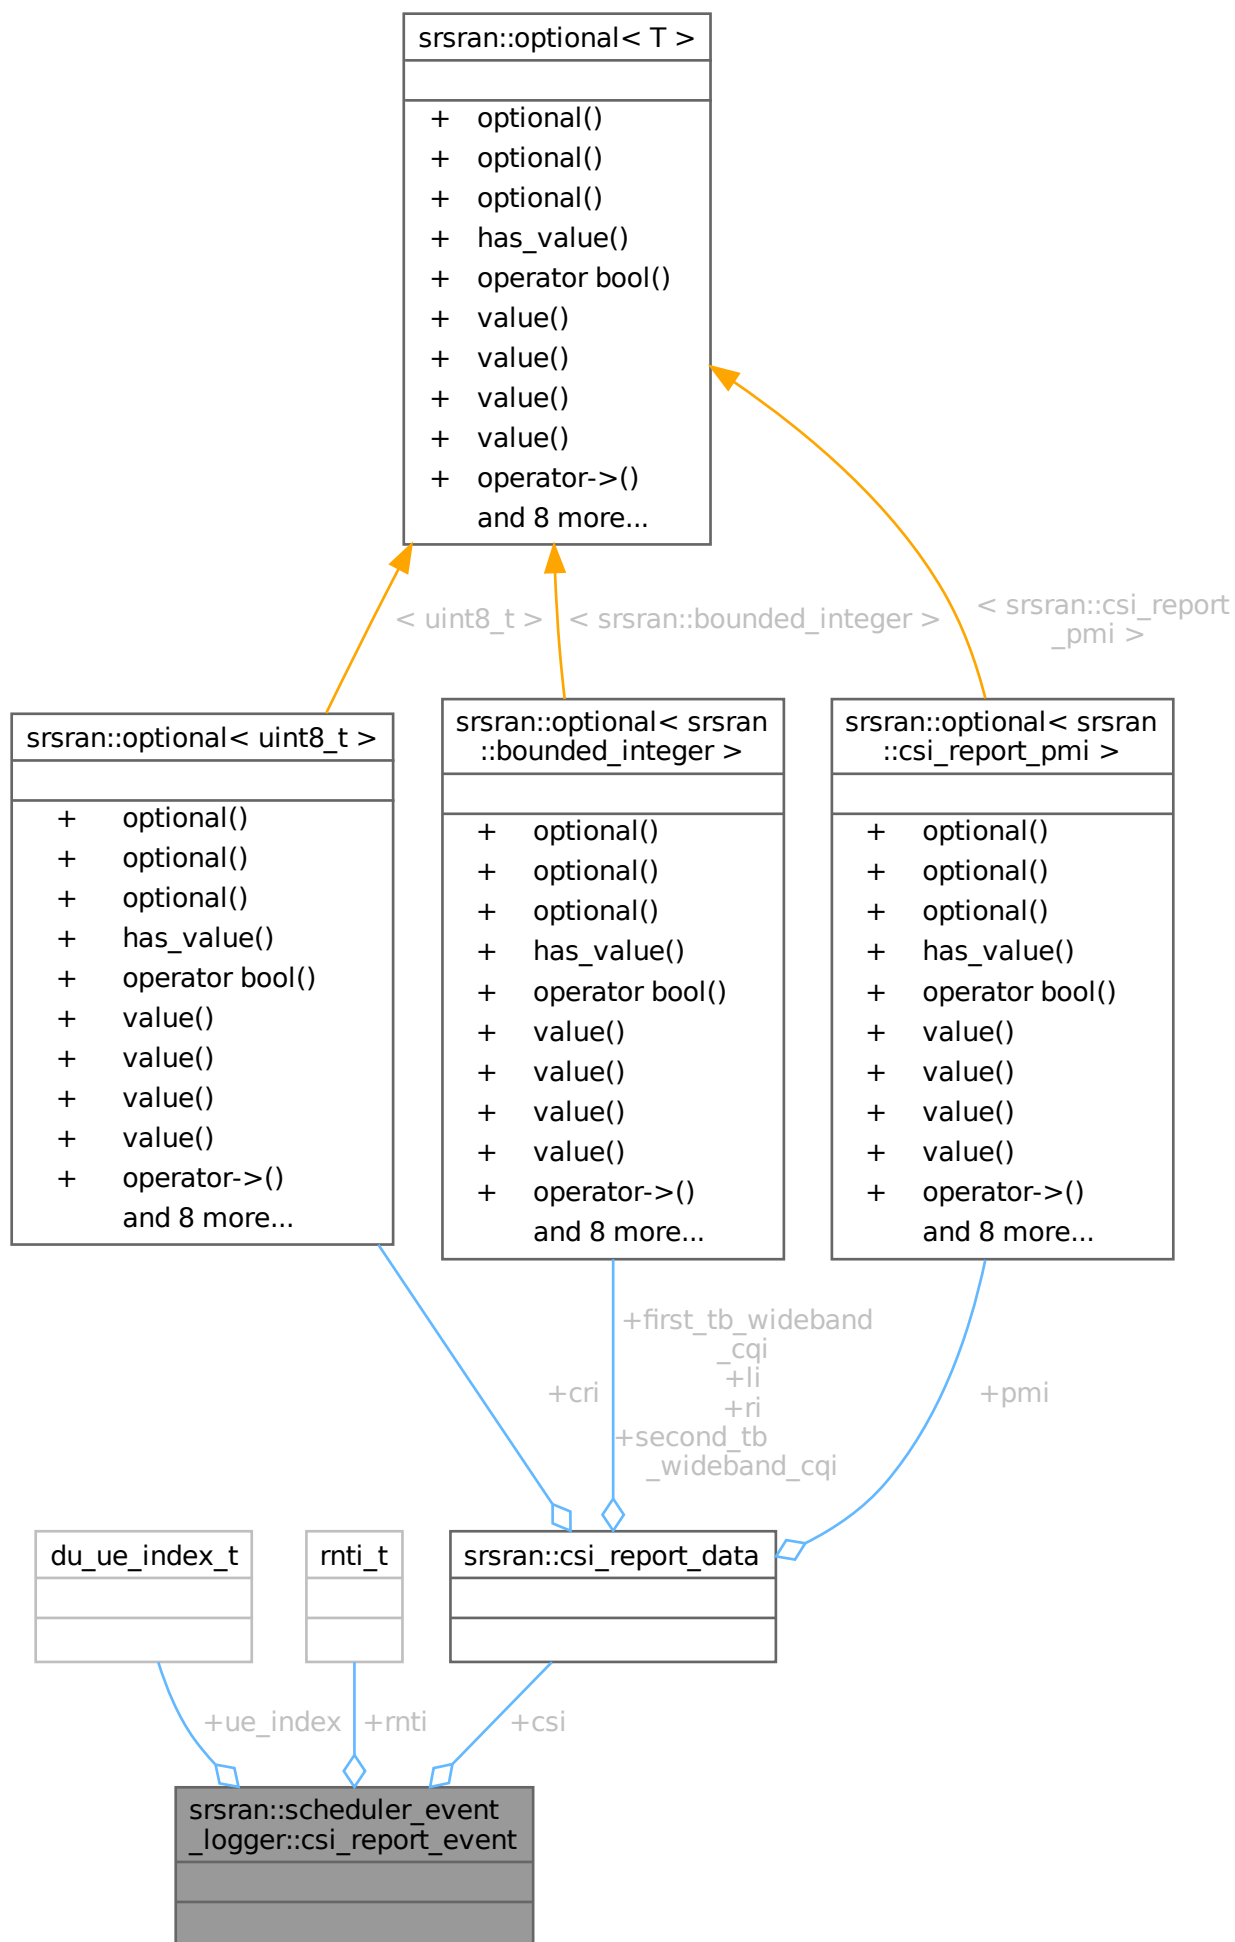 srsran::optional< T >
+ optional()
+ optional()
+ optional()
+ has_value()
+ operator bool()
+ value()
+ value()
+ value()
+ value()
+ operator->()
and 8 more...
< uint8_t >
< srsran::bounded_integer >
< srsran::csi_report
_pmi >
srsran::optional< uint8_t >
+ optional()
+ optional()
+ optional()
+ has_value()
+ operator bool()
+ value()
+ value()
+ value()
+ value()
+ operator->()
and 8 more...
srsran::optional< srsran
::bounded_integer >
+ optional()
+ optional()
+ optional()
+ has_value()
+ operator bool()
+ value()
+ value()
+ value()
+ value()
+ operator->()
and 8 more...
srsran::optional< srsran
::csi_report_pmi >
+ optional()
+ optional()
+ optional()
+ has_value()
+ operator bool()
+ value()
+ value()
+ value()
+ value()
+ operator->()
and 8 more...
+cri
+first_tb_wideband
_cqi
+li
+ri
+second_tb
_wideband_cqi
+pmi
du_ue_index_t
rnti_t
srsran::csi_report_data
+ue_index
+rnti
+csi
srsran::scheduler_event
_logger::csi_report_event